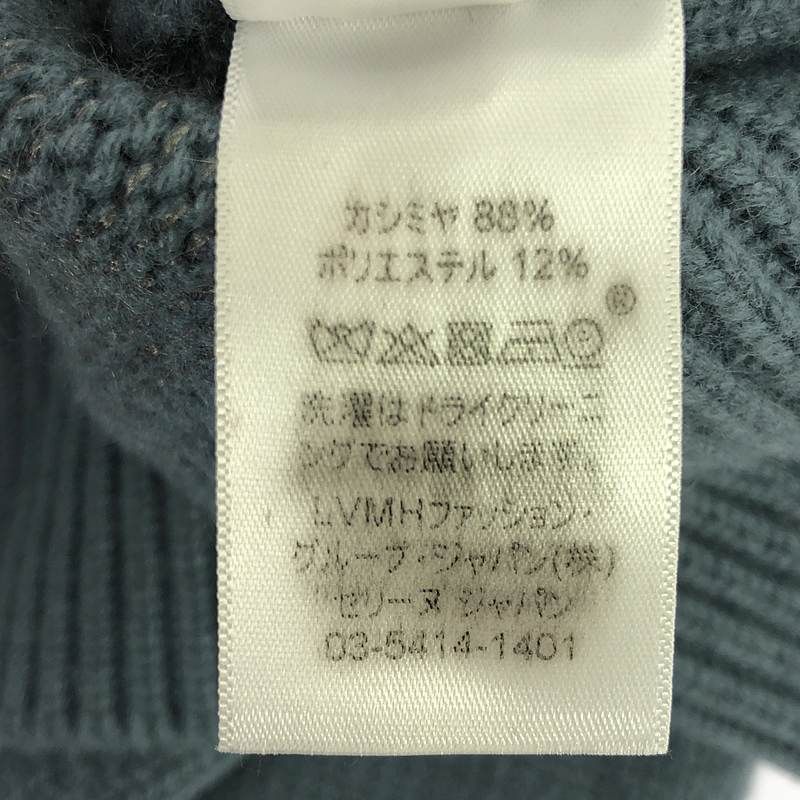 カシミヤ 88%
ポリエステル 12%
®
洗濯はドライクリーニ
ングでお願いします。
LVMHファッション・
グループ・ジャパン(株)
セリーヌ ジャパン
03-5414-1401